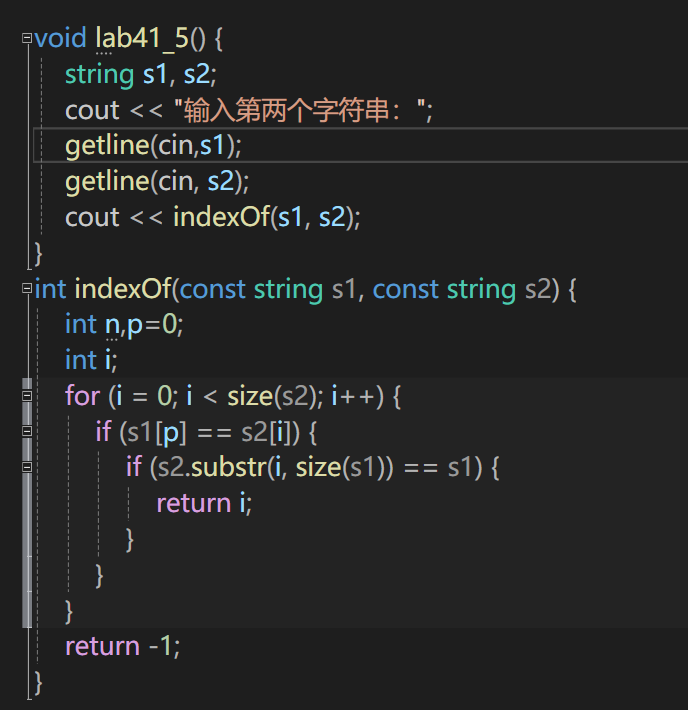 void lab41_5() {
string s1, s2;
cout << "输入第两个字符串：";
getline(cin,s1);
getline(cin, s2);
cout << indexOf(s1, s2);
}
int indexOf(const string s1, const string s2) {
int n,p=0;
int i;
for (i = 0; i < size(s2); i++) {
if (s1[p] == s2[i]) {
if (s2.substr(i, size(s1)) == s1) {
return i;
}
}
}
return -1;
}